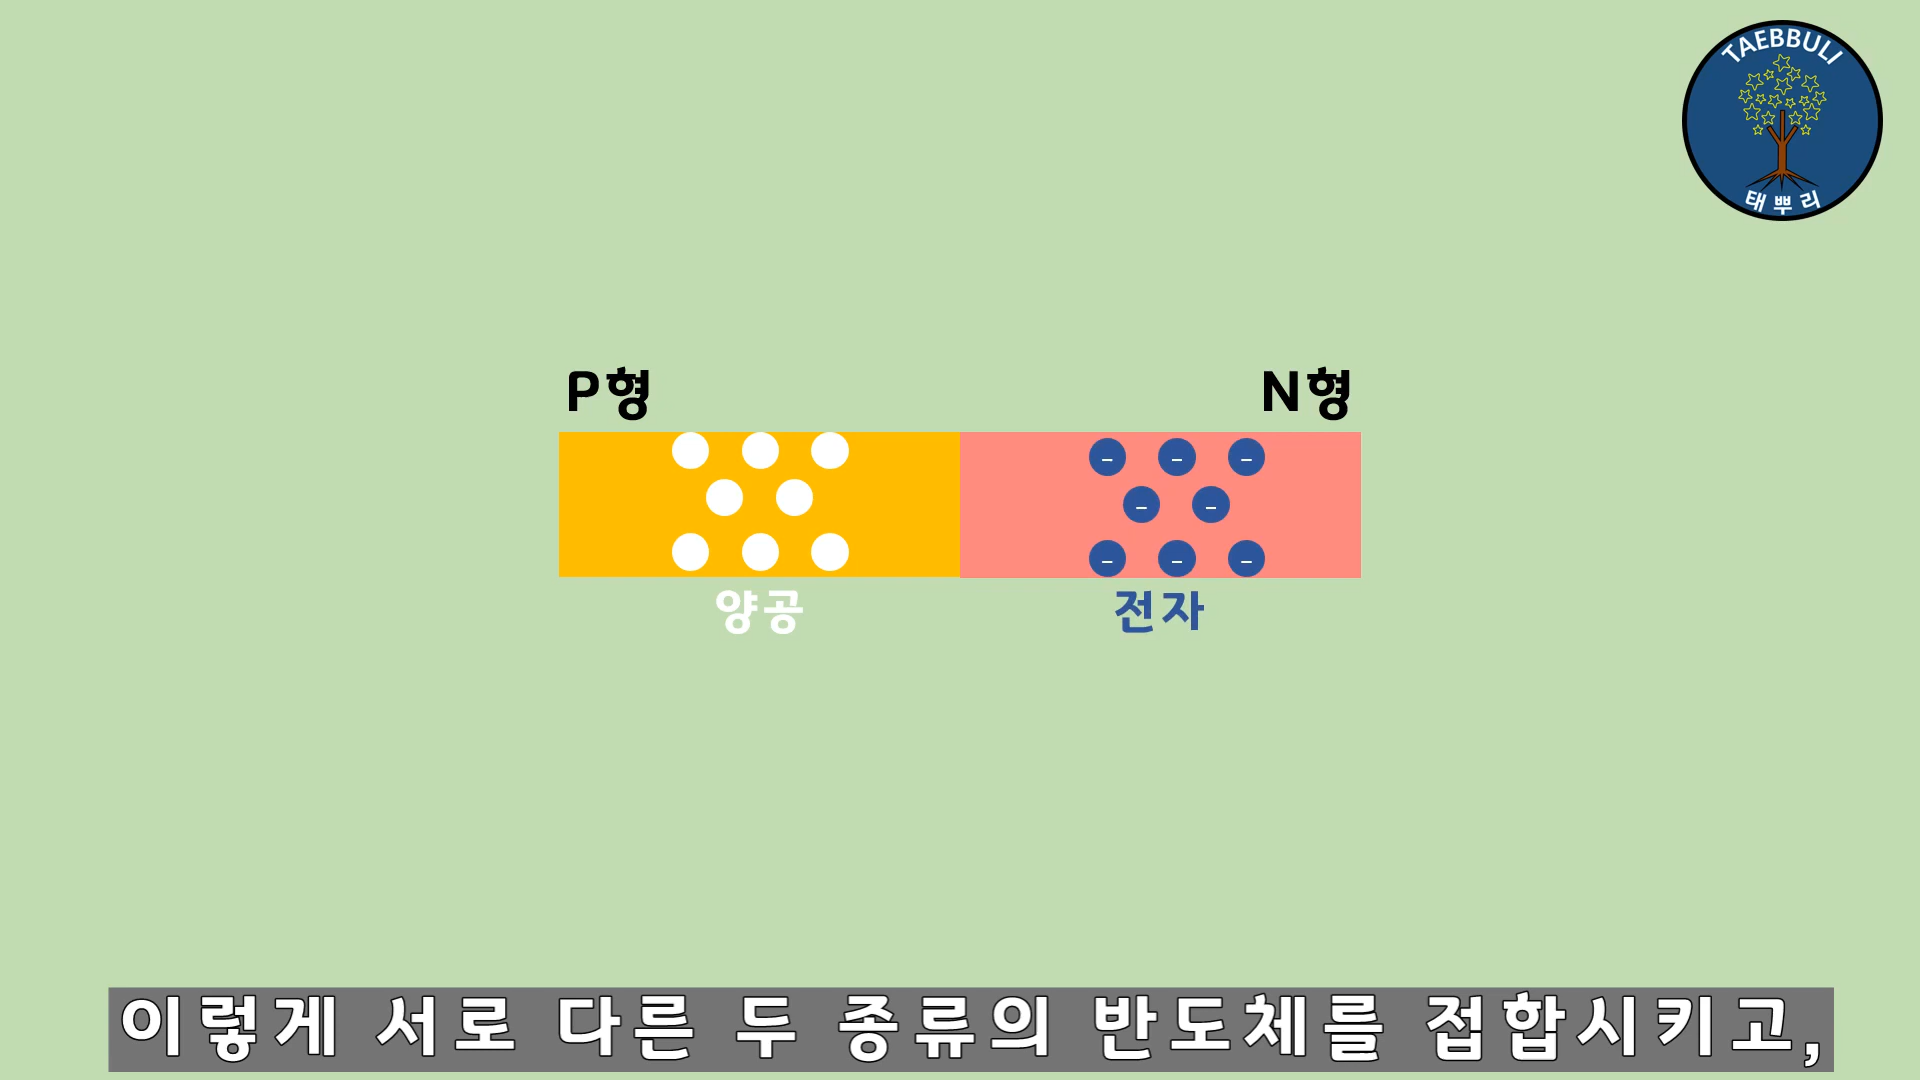 TAEBBULI
태뿌리
P형
N형
양공
전자
이렇게 서로 다른 두 종류의 반도체를 접합시키고,